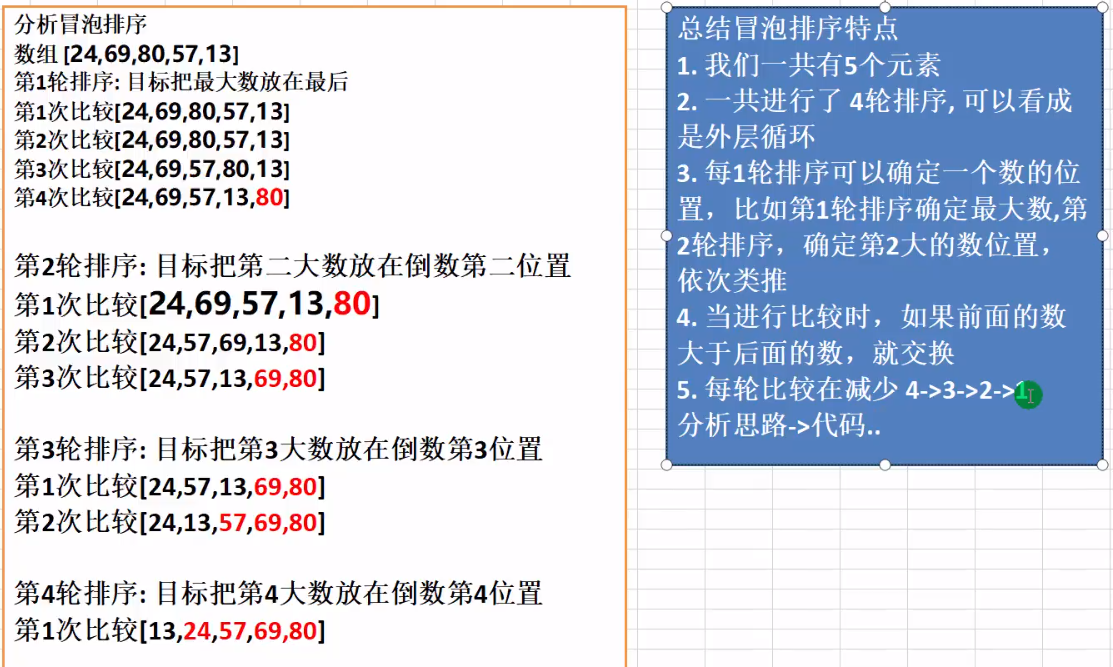 分析冒泡排序
数组 [24,69,80,57,13]
第1轮排序: 目标把最大数放在最后
第1次比较[24,69,80,57,13]
第2次比较[24,69,80,57,13]
第3次比较[24,69,57,80,13]
第4次比较[24,69,57,13,80]
第2轮排序: 目标把第二大数放在倒数第二位置
第1次比较[24,69,57,13,80]
第2次比较[24,57,69,13,80]
第3次比较[24,57,13,69,80]
第3轮排序: 目标把第3大数放在倒数第3位置
第1次比较[24,57,13,69,80]
第2次比较[24,13,57,69,80]
第4轮排序: 目标把第4大数放在倒数第4位置
第1次比较[13,24,57,69,80]
总结冒泡排序特点
1. 我们一共有5个元素
2. 一共进行了 4轮排序, 可以看成
是外层循环
3. 每1轮排序可以确定一个数的位
置，比如第1轮排序确定最大数,第
2轮排序，确定第2大的数位置，
依次类推
4. 当进行比较时，如果前面的数
大于后面的数，就交换
5. 每轮比较在减少 4->3->2->1
分析思路->代码..